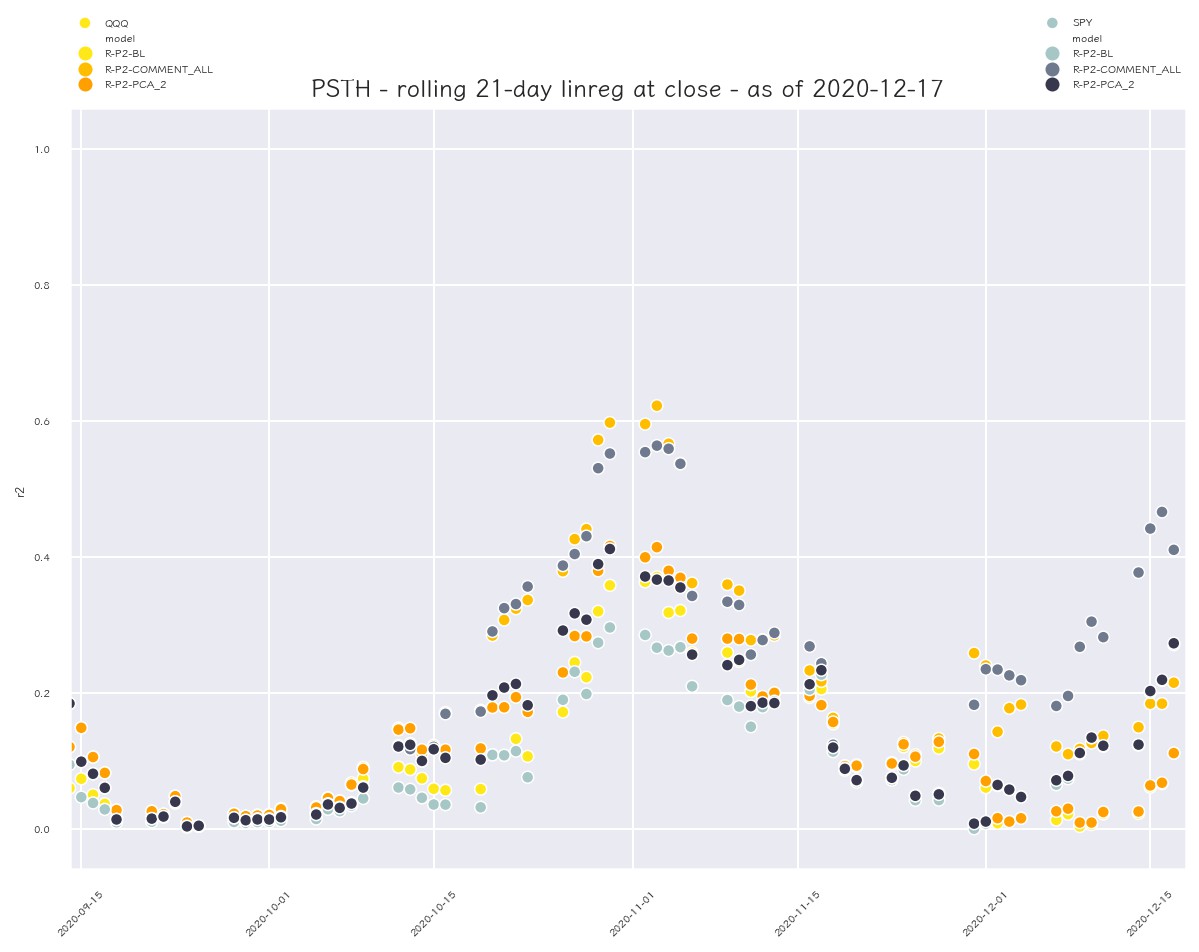 QQQ
model
R-P2-BL
R-P2-COMMENT_ALL
R-P2-PCA_2
SPY
model
R-P2-BL
R-P2-COMMENT_ALL
R-P2-PCA_2
PSTH - rolling 21-day linreg at close - as of 2020-12-17
1.0
0.8
0.6
0.4
0.2
0.0
r2
2020-09-15
2020-10-01
2020-10-15
2020-11-01
2020-11-15
2020-12-01
2020-12-15